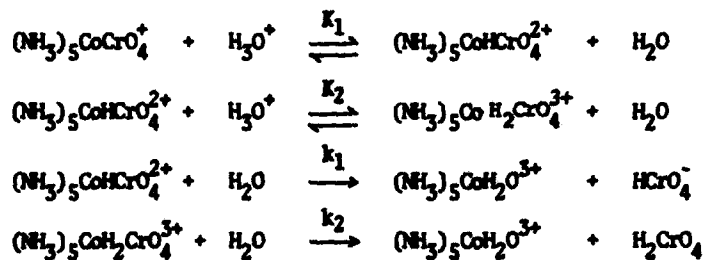 (NH₃)₅CoCrO₄⁺ + H₃O⁺ K₁ ⇌ (NH₃)₅CoHCrO₄²⁺ + H₂O
(NH₃)₅CoHCrO₄²⁺ + H₃O⁺ K₂ ⇌ (NH₃)₅Co H₂CrO₄³⁺ + H₂O
(NH₃)₅CoHCrO₄²⁺ + H₂O k₁ → (NH₃)₅CoH₂O³⁺ + HCrO₄⁻
(NH₃)₅CoH₂CrO₄³⁺ + H₂O k₂ → (NH₃)₅CoH₂O³⁺ + H₂CrO₄